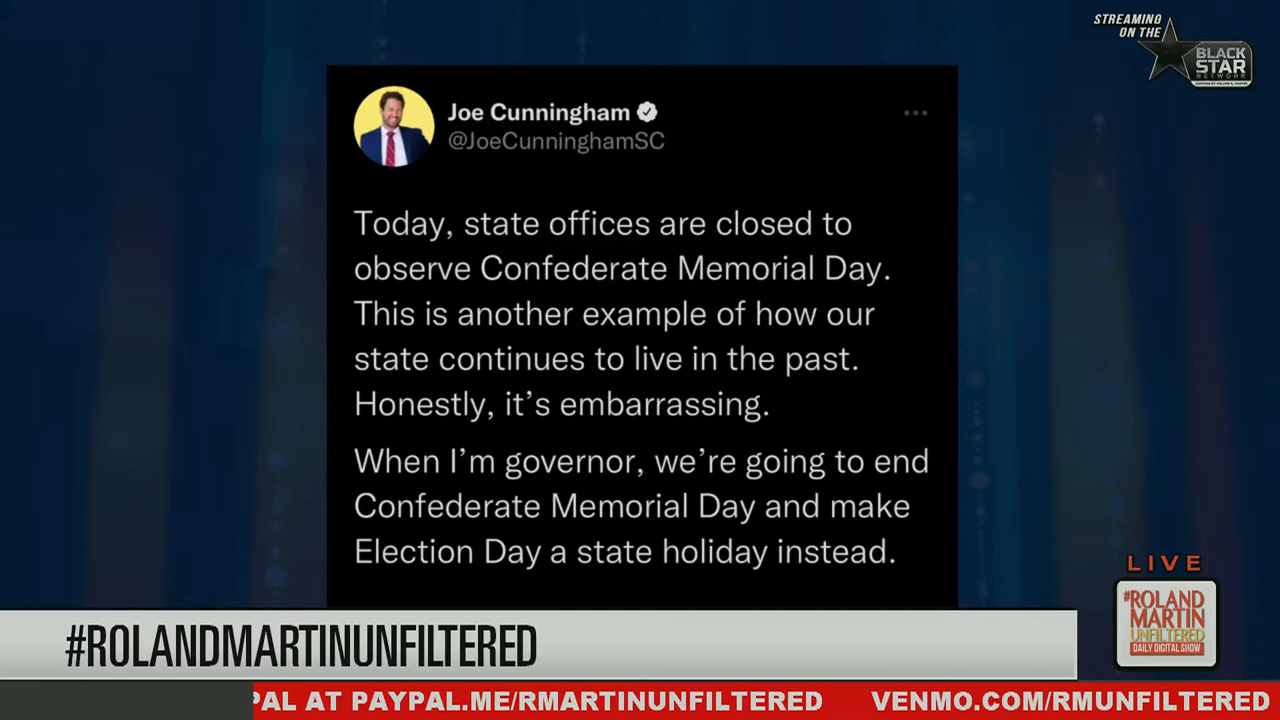 STREAMING
ON THE
BLACK
STAR
NETWORK
Joe Cunningham
@JoeCunninghamSC
Today, state offices are closed to
observe Confederate Memorial Day.
This is another example of how our
state continues to live in the past.
Honestly, it’s embarrassing.
When I’m governor, we’re going to end
Confederate Memorial Day and make
Election Day a state holiday instead.
LIVE
#ROLAND
MARTIN
UNFILTERED
DAILY DIGITAL SHOW
#ROLANDMARTINUNFILTERED
PAL AT PAYPAL.ME/RMARTINUNFILTERED VENMO.COM/RMUNFILTERED